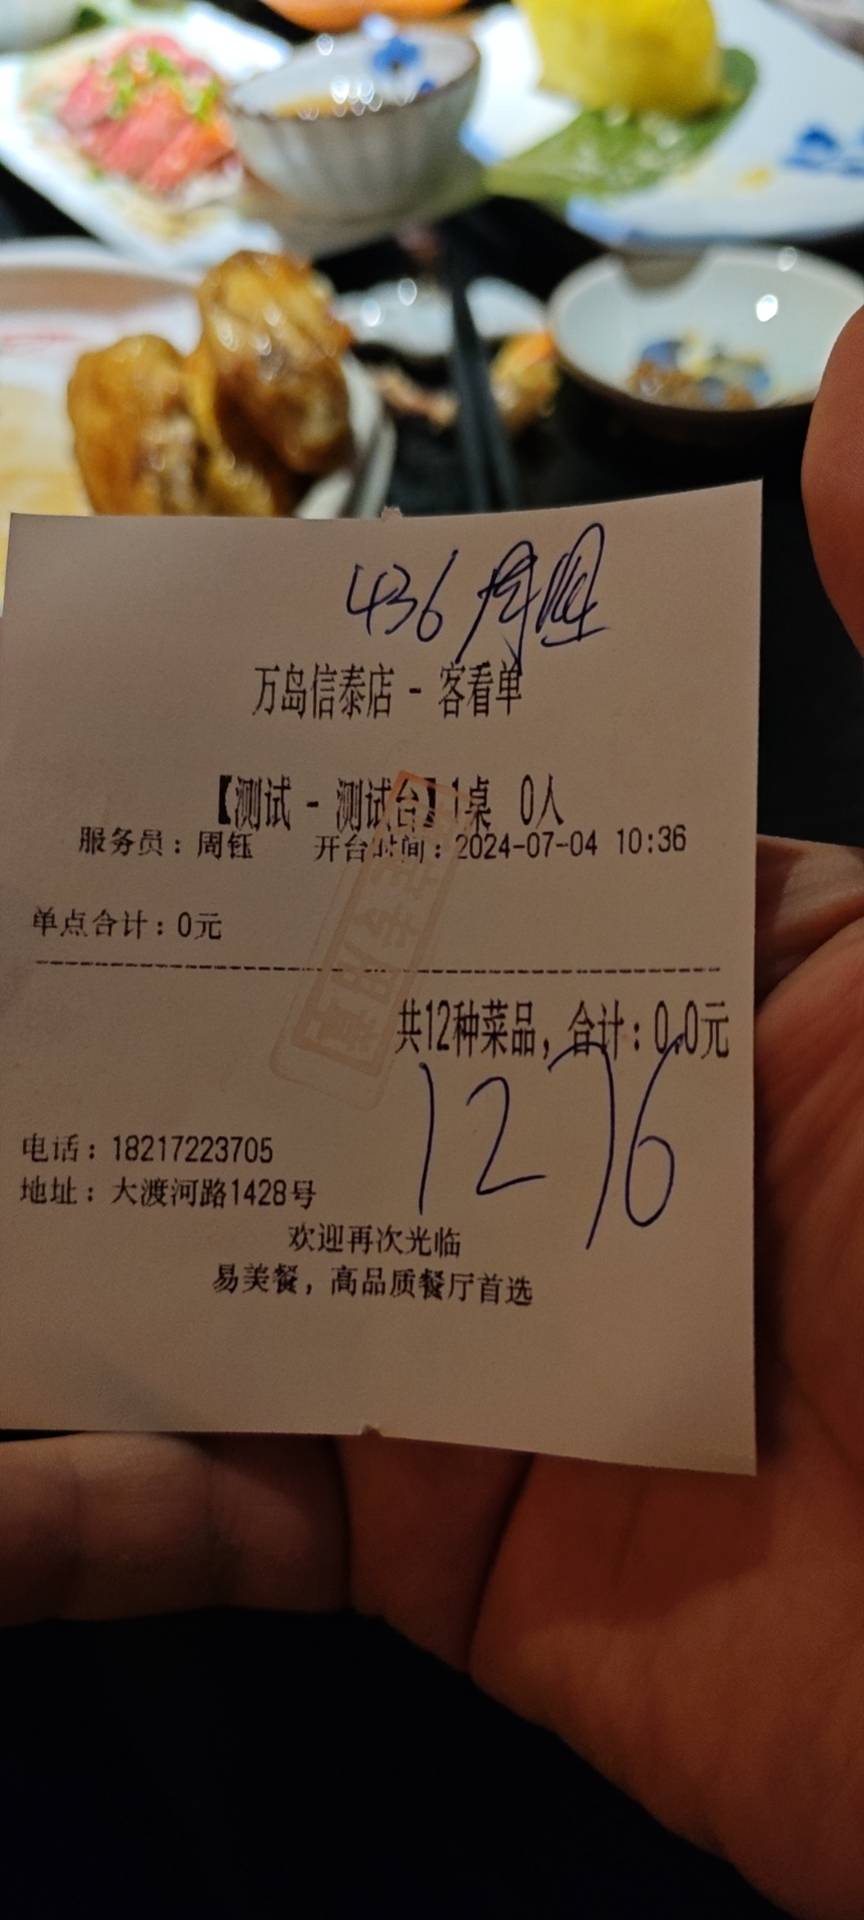 436
万岛信泰店 - 客看单
【测试 - 测试台】1桌 0人
服务员：周钰 开台时间：2024-07-04 10:36
单点合计：0元
共12种菜品，合计：0.0元
1276
电话：18217223705
地址：大渡河路1428号
欢迎再次光临
易美餐，高品质餐厅首选